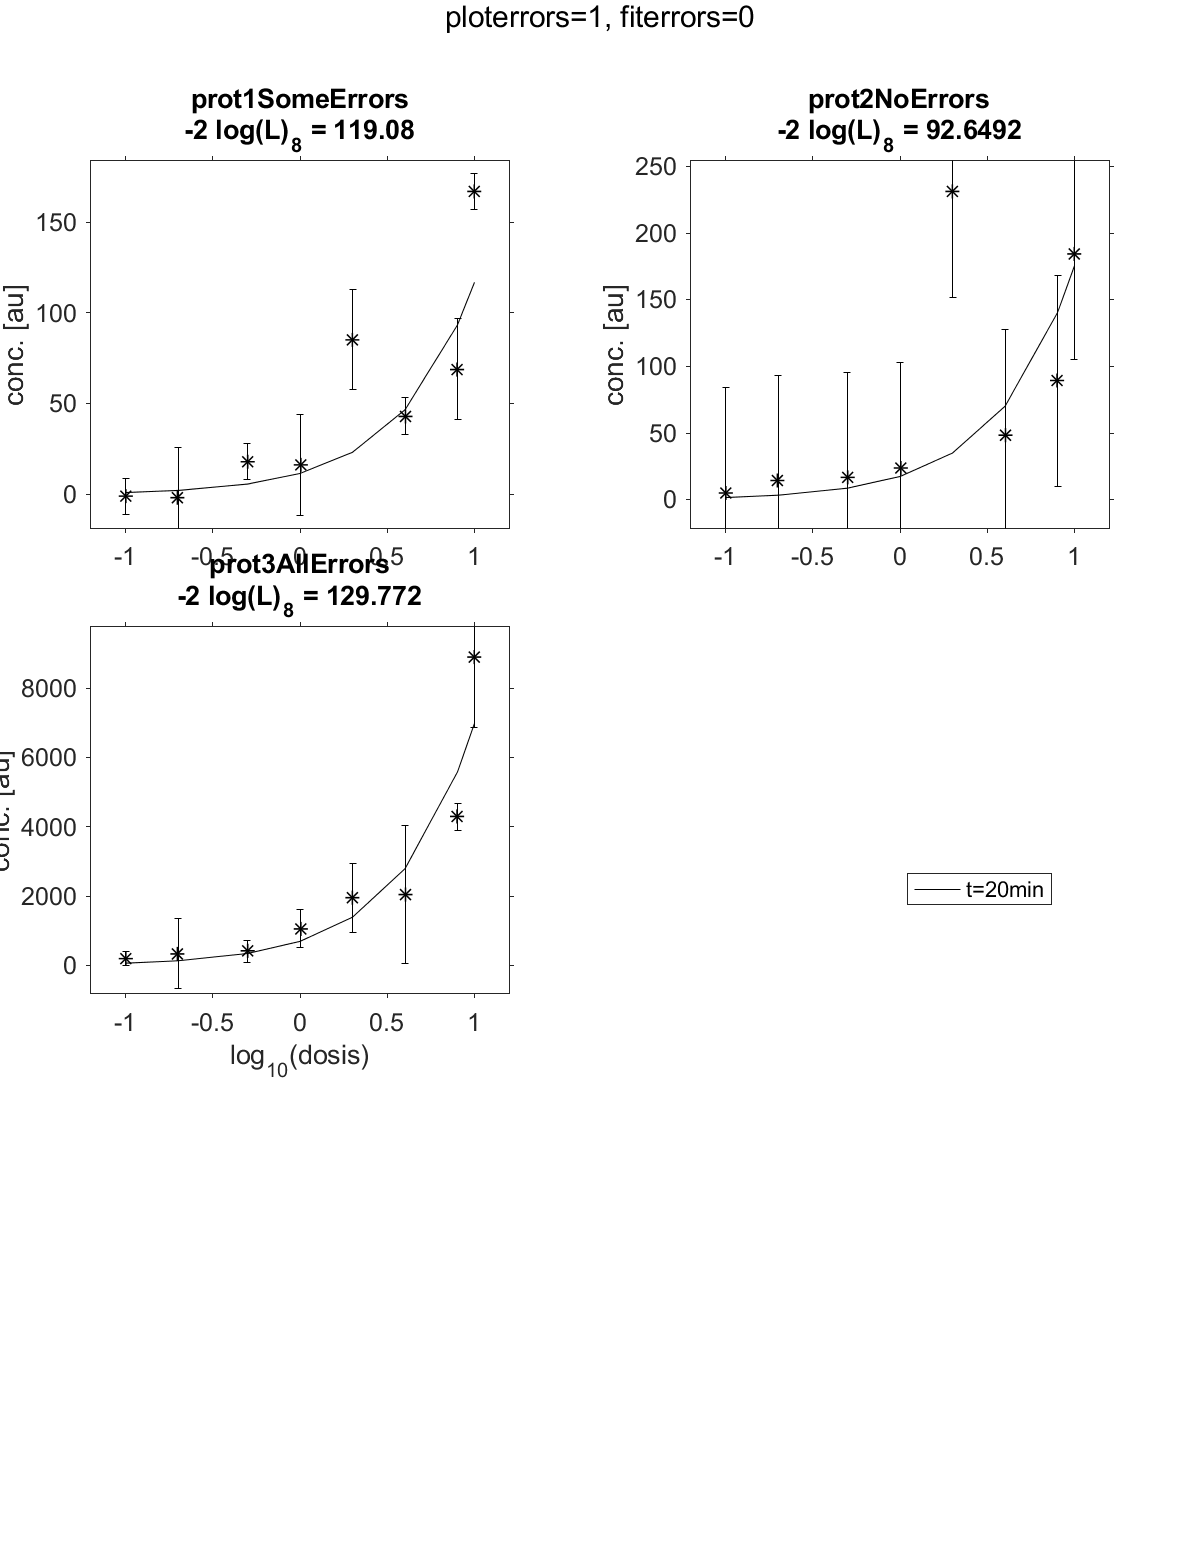 ploterrors=1, fiterrors=0
prot1SomeErrors
-2 log(L)8 = 119.08
150
100
50
0
conc. [au]
-1 -0.5 0 0.5 1
prot2NoErrors
-2 log(L)8 = 92.6492
250
200
150
100
50
0
conc. [au]
-1 -0.5 0 0.5 1
prot3AllErrors
-2 log(L)8 = 129.772
8000
6000
4000
2000
0
conc. [au]
-1 -0.5 0 0.5 1
log10(dosis)
t=20min